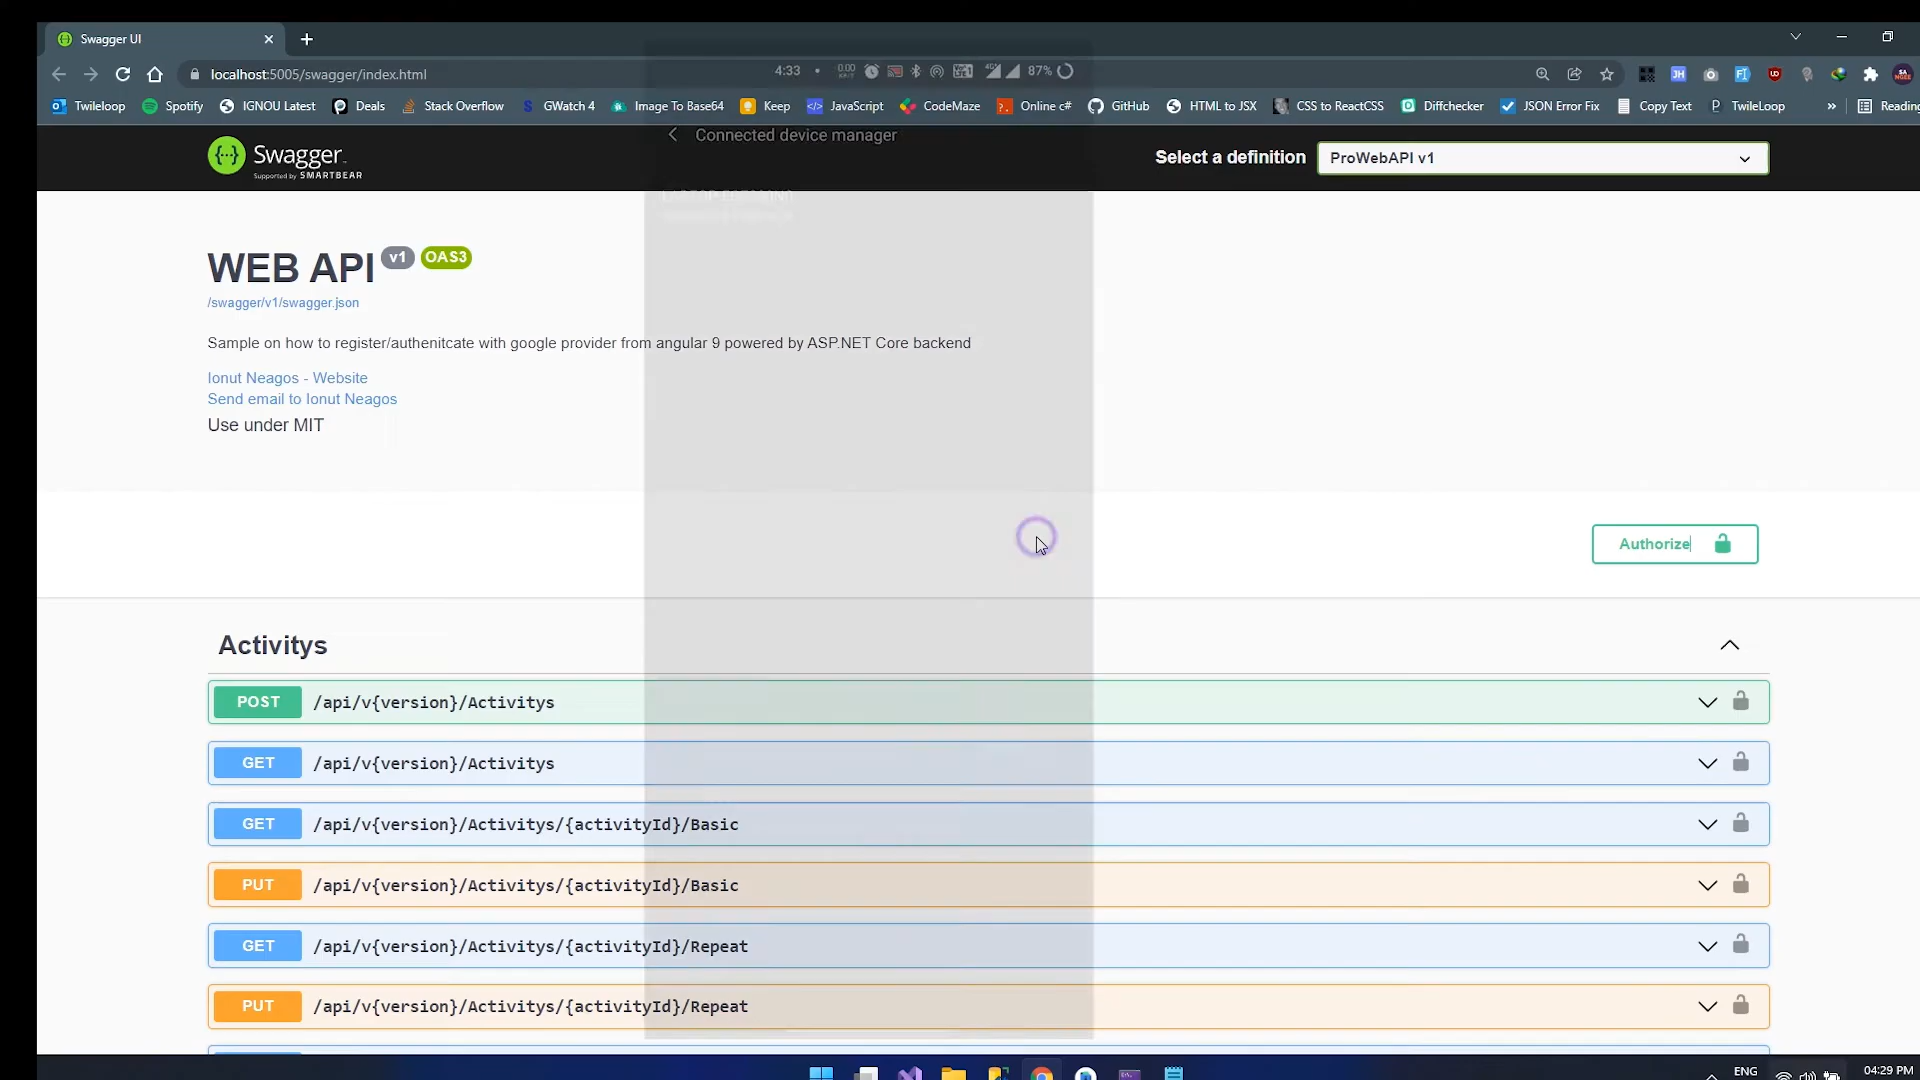 Swagger UI
localhost:5005/swagger/index.html
4:33 87%
Twileloop Spotify IGNOU Latest Deals Stack Overflow GWatch 4 Image To Base64 Keep JavaScript CodeMaze Online c# GitHub HTML to JSX CSS to ReactCSS Diffchecker JSON Error Fix Copy Text TwileLoop » Reading
Connected device manager
Swagger
Supported by SMARTBEAR
Select a definition
ProWebAPI v1
WEB API v1 OAS3
/swagger/v1/swagger.json
Sample on how to register/authenitcate with google provider from angular 9 powered by ASP.NET Core backend
Ionut Neagos - Website
Send email to Ionut Neagos
Use under MIT
Authorize
Activitys
POST /api/v{version}/Activitys
GET /api/v{version}/Activitys
GET /api/v{version}/Activitys/{activityId}/Basic
PUT /api/v{version}/Activitys/{activityId}/Basic
GET /api/v{version}/Activitys/{activityId}/Repeat
PUT /api/v{version}/Activitys/{activityId}/Repeat
ENG
04:29 PM